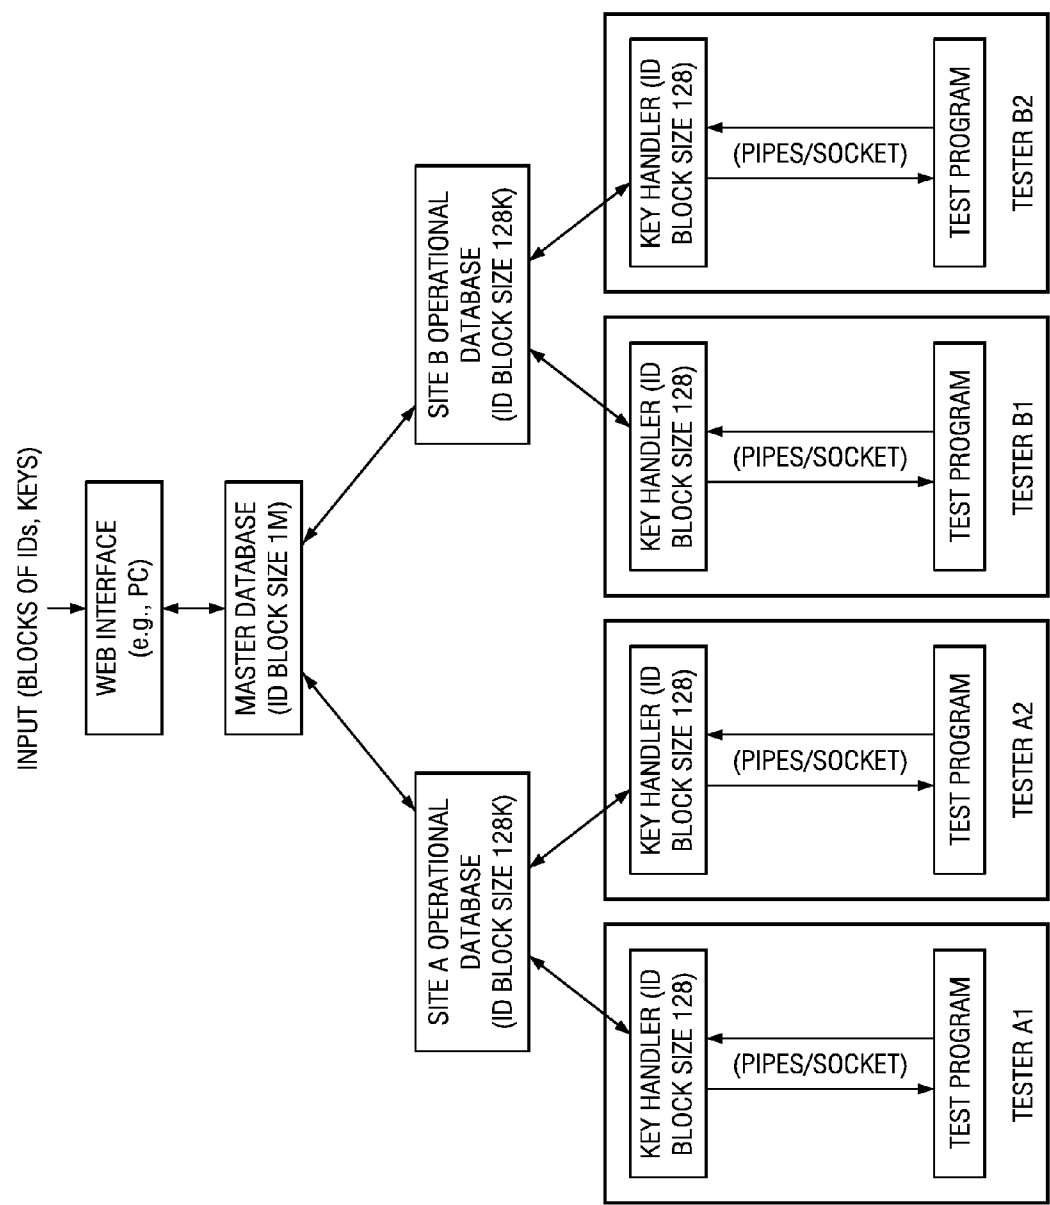 INPUT (BLOCKS OF IDs, KEYS)
WEB INTERFACE
(e.g., PC)
MASTER DATABASE
(ID BLOCK SIZE 1M)
SITE A OPERATIONAL
DATABASE
(ID BLOCK SIZE 128K)
SITE B OPERATIONAL
DATABASE
(ID BLOCK SIZE 128K)
KEY HANDLER (ID
BLOCK SIZE 128)
(PIPES/SOCKET)
TEST PROGRAM
TESTER A1
KEY HANDLER (ID
BLOCK SIZE 128)
(PIPES/SOCKET)
TEST PROGRAM
TESTER A2
KEY HANDLER (ID
BLOCK SIZE 128)
(PIPES/SOCKET)
TEST PROGRAM
TESTER B1
KEY HANDLER (ID
BLOCK SIZE 128)
(PIPES/SOCKET)
TEST PROGRAM
TESTER B2